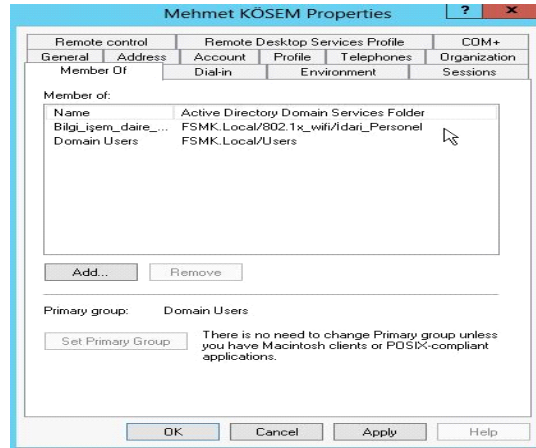 Mehmet KÖSEM Properties
? x
Remote control Remote Desktop Services Profile COM+
General Address Account Profile Telephones Organization
Member Of Dial-in Environment Sessions
Member of:
Name Active Directory Domain Services Folder
Bilgi_işem_daire_... FSMK.Local/802.1x_wifi/İdari_Personel
Domain Users FSMK.Local/Users
Add... Remove
Primary group: Domain Users
Set Primary Group
There is no need to change Primary group unless
you have Macintosh clients or POSIX-compliant
applications.
OK Cancel Apply Help